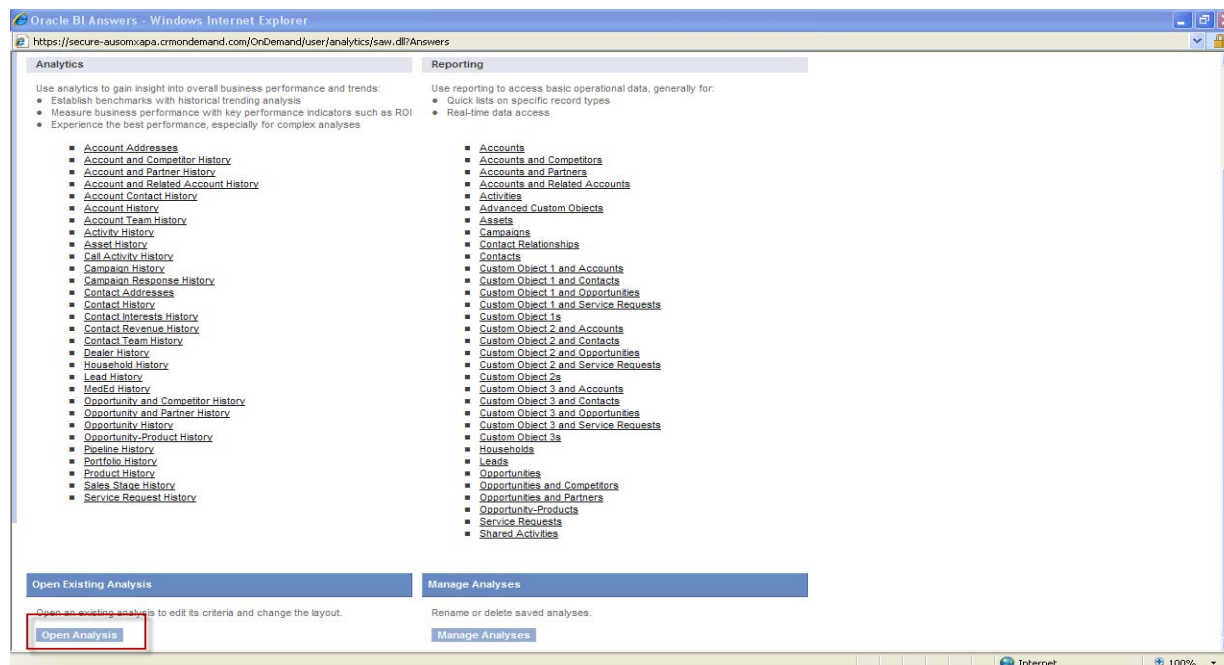 Oracle BI Answers - Windows Internet Explorer
https://secure-ausomxapa.crmondemand.com/OnDemand/user/analytics/saw.dll?Answers
Analytics
Use analytics to gain insight into overall business performance and trends:
Establish benchmarks with historical trending analysis
Measure business performance with key performance indicators such as ROI
Experience the best performance, especially for complex analyses
Account Addresses
Account and Competitor History
Account and Partner History
Account and Related Account History
Account Contact History
Account History
Account Team History
Activity History
Asset History
Call Activity History
Campaign History
Campaign Response History
Contact Addresses
Contact History
Contact Interests History
Contact Revenue History
Contact Team History
Dealer History
Household History
Lead History
MedEd History
Opportunity and Competitor History
Opportunity and Partner History
Opportunity History
Opportunity-Product History
Pipeline History
Portfolio History
Product History
Sales Stage History
Service Request History
Reporting
Use reporting to access basic operational data, generally for:
Quick lists on specific record types
Real-time data access
Accounts
Accounts and Competitors
Accounts and Partners
Accounts and Related Accounts
Activities
Advanced Custom Objects
Assets
Campaigns
Contact Relationships
Contacts
Custom Object 1 and Accounts
Custom Object 1 and Contacts
Custom Object 1 and Opportunities
Custom Object 1 and Service Requests
Custom Object 1s
Custom Object 2 and Accounts
Custom Object 2 and Contacts
Custom Object 2 and Opportunities
Custom Object 2 and Service Requests
Custom Object 2s
Custom Object 3 and Accounts
Custom Object 3 and Contacts
Custom Object 3 and Opportunities
Custom Object 3 and Service Requests
Custom Object 3s
Households
Leads
Opportunities
Opportunities and Competitors
Opportunities and Partners
Opportunity-Products
Service Requests
Shared Activities
Open Existing Analysis
Open an existing analysis to edit its criteria and change the layout.
Open Analysis
Manage Analyses
Rename or delete saved analyses.
Manage Analyses
Internet
100%